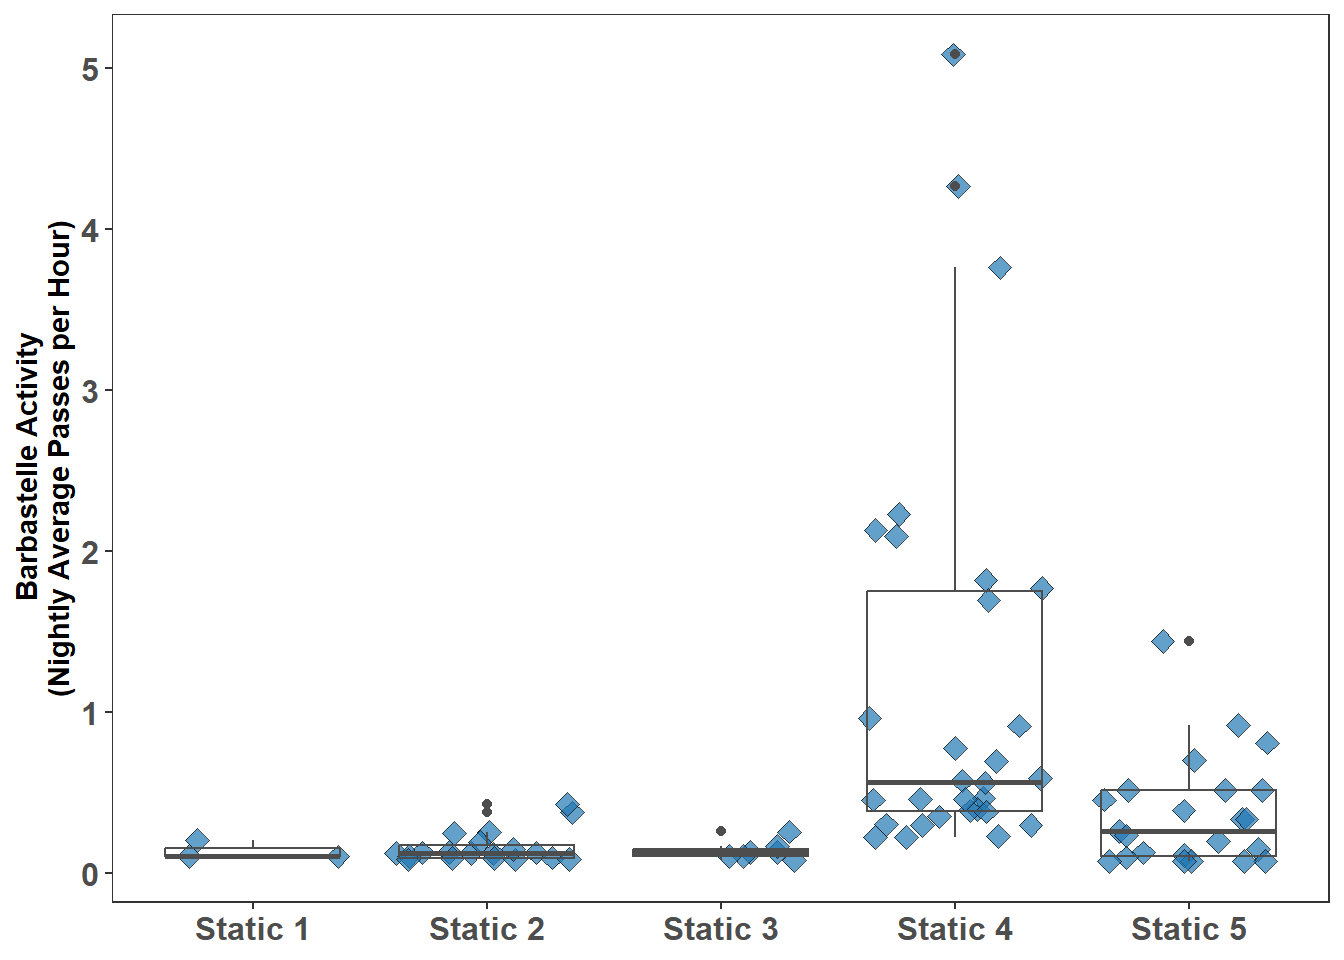 Barbastelle Activity
(Nightly Average Passes per Hour)
5
4
3
2
1
0
Static 1
Static 2
Static 3
Static 4
Static 5